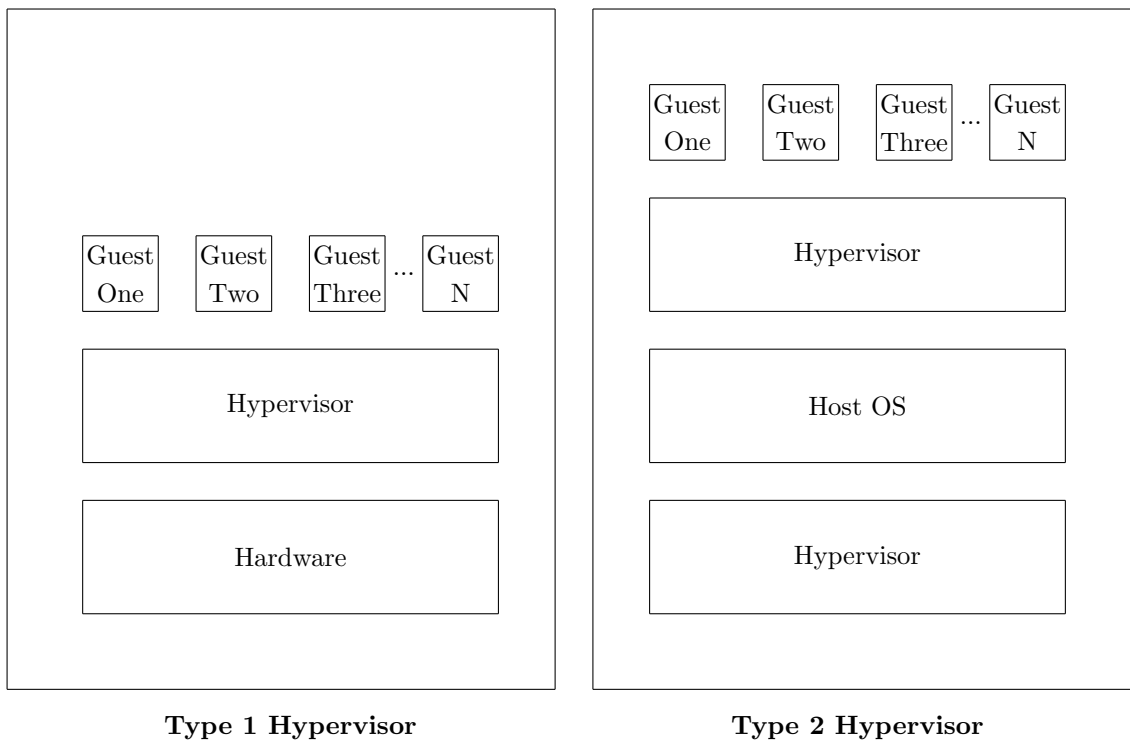 Guest
One
Guest
Two
Guest
Three
...
Guest
N
Hypervisor
Hardware
Type 1 Hypervisor
Guest
One
Guest
Two
Guest
Three
...
Guest
N
Hypervisor
Host OS
Hypervisor
Type 2 Hypervisor